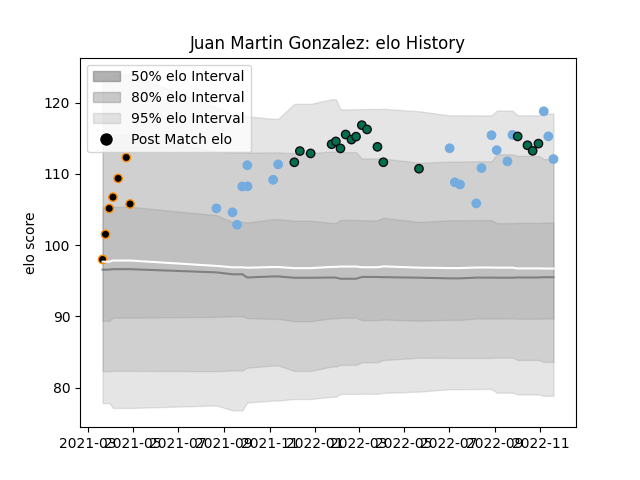 Juan Martin Gonzalez: elo History
50% elo Interval
80% elo Interval
95% elo Interval
Post Match elo
elo score
120
110
100
90
80
2021-03 2021-05 2021-07 2021-09 2021-11 2022-01 2022-03 2022-05 2022-07 2022-09 2022-11